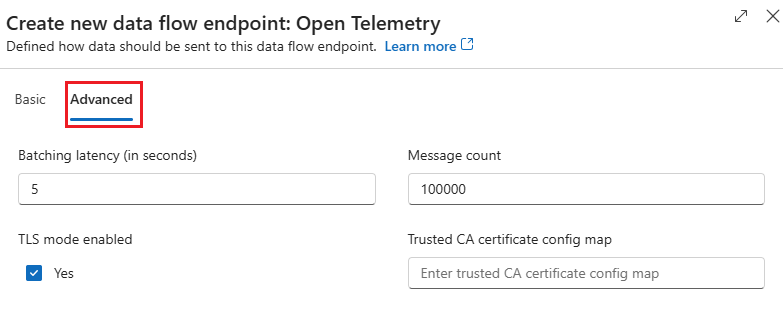 Create new data flow endpoint: Open Telemetry
Defined how data should be sent to this data flow endpoint. Learn more
Basic Advanced
Batching latency (in seconds) Message count
5 100000
TLS mode enabled Trusted CA certificate config map
Yes Enter trusted CA certificate config map